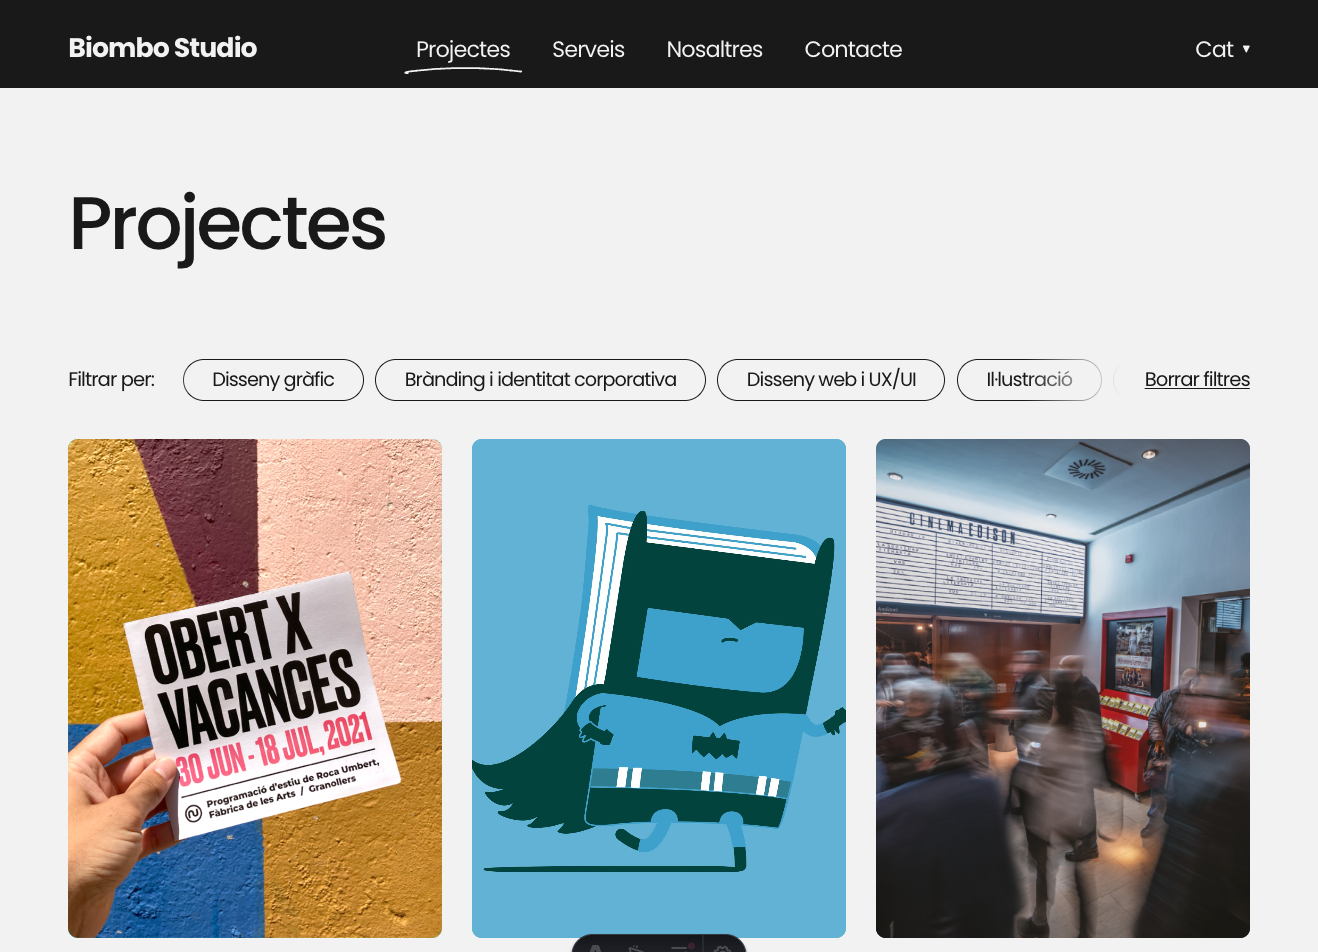 Biombo Studio
Projectes
Serveis
Nosaltres
Contacte
Cat
Projectes
Filtrar per:
Disseny gràfic
Brànding i identitat corporativa
Disseny web i UX/UI
Il·lustració
Borrar filtres
OBERT X
VACANCES
30 JUN - 18 JUL, 2021
Programació d'estiu de Roca Umbert,
Fàbrica de les Arts / Granollers
CINEMA EDISON